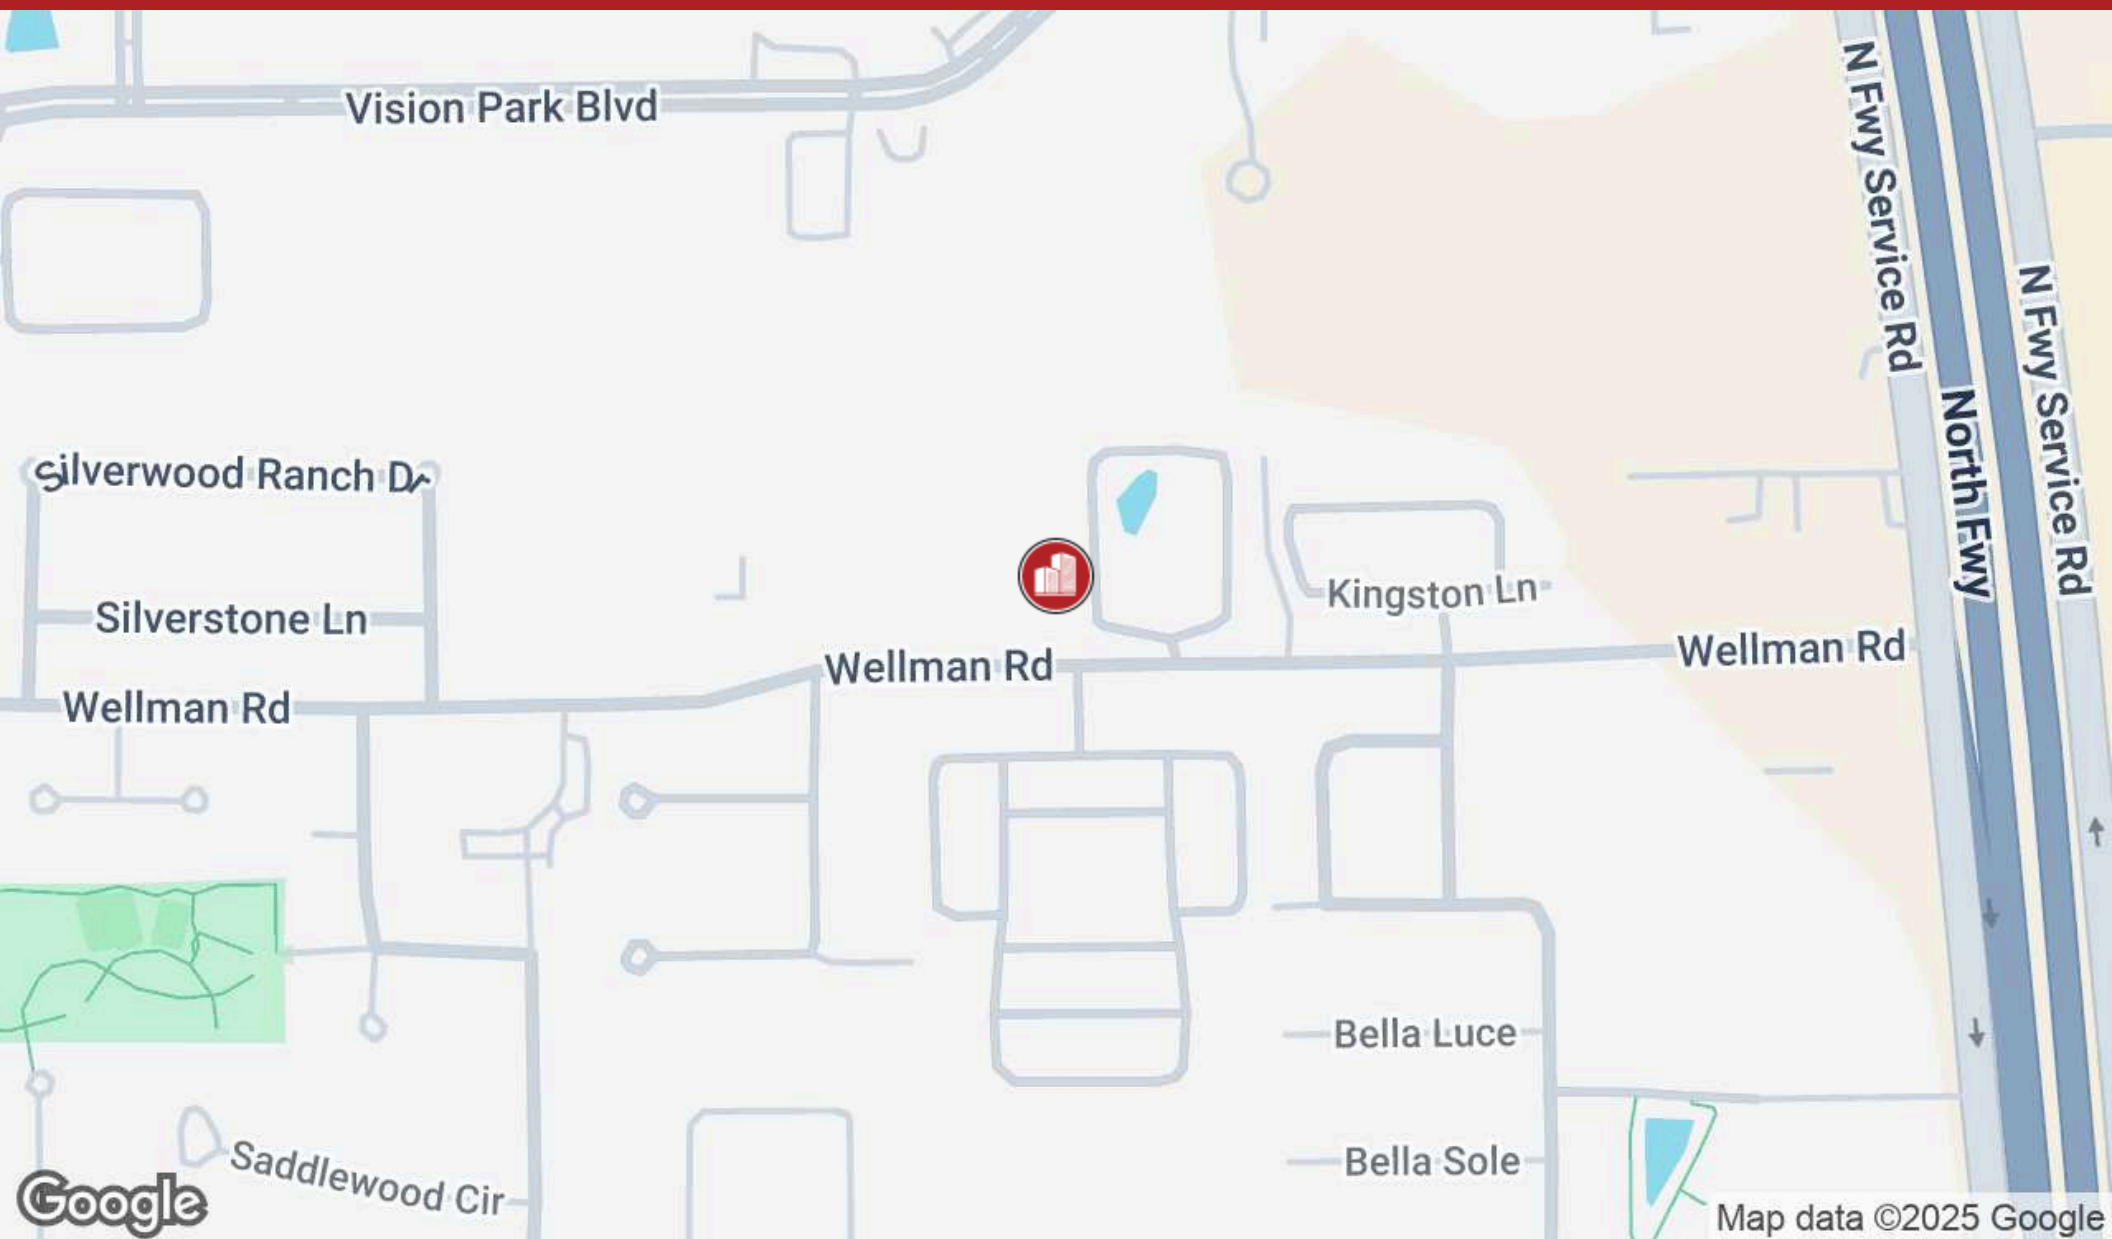 Vision Park Blvd
N Fwy Service Rd
N Fwy Service Rd
North Fwy
Silverwood Ranch Dr
Silverstone Ln
Kingston Ln
Wellman Rd
Wellman Rd
Wellman Rd
Bella Luce
Bella Sole
Saddlewood Cir
Google
Map data ©2025 Google